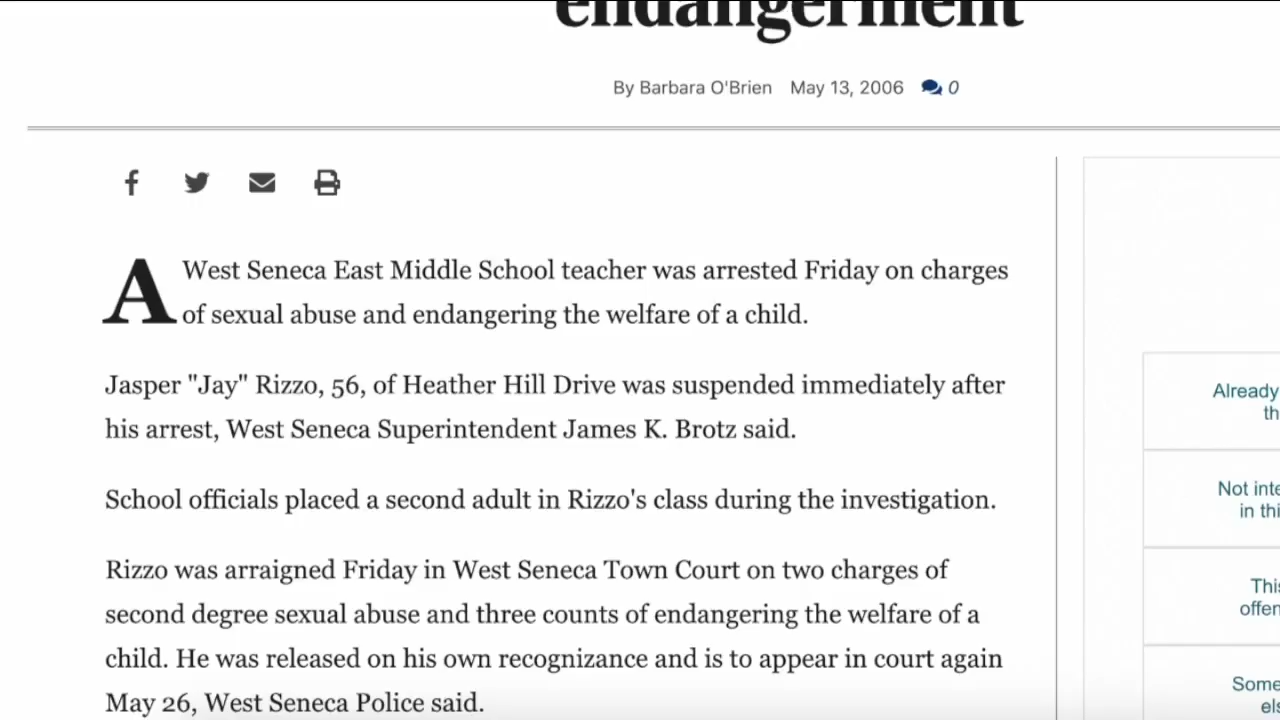 endangerment
By Barbara O'Brien May 13, 2006 0
A West Seneca East Middle School teacher was arrested Friday on charges
of sexual abuse and endangering the welfare of a child.
Jasper "Jay" Rizzo, 56, of Heather Hill Drive was suspended immediately after
his arrest, West Seneca Superintendent James K. Brotz said.
School officials placed a second adult in Rizzo's class during the investigation.
Rizzo was arraigned Friday in West Seneca Town Court on two charges of
second degree sexual abuse and three counts of endangering the welfare of a
child. He was released on his own recognizance and is to appear in court again
May 26, West Seneca Police said.
Already
th
Not inte
in thi
This
offen
Some
els